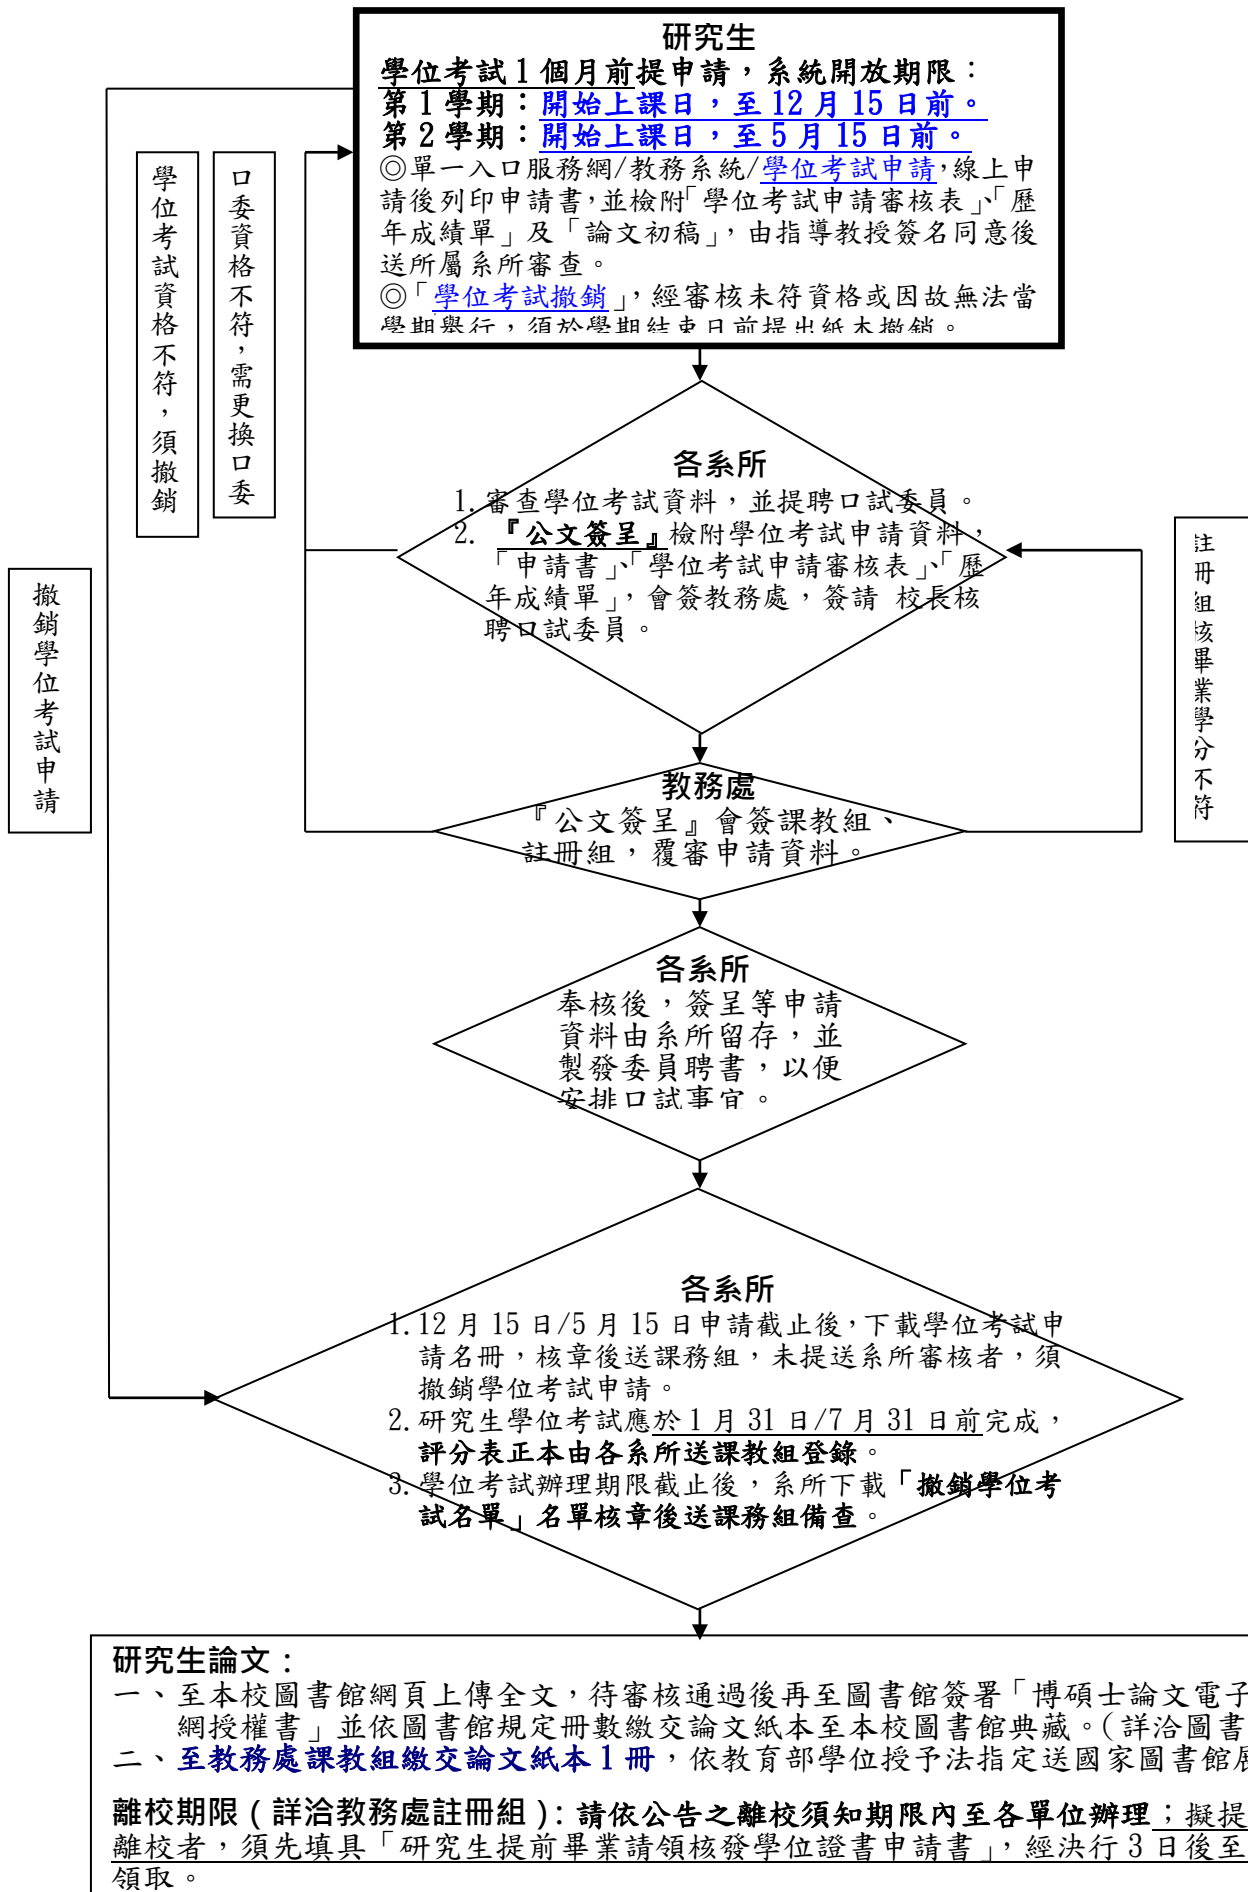 研究生
學位考試1個月前提申請，系統開放期限：
第1學期：開始上課日，至12月15日前。
第2學期：開始上課日，至5月15日前。
◎單一入口服務網/教務系統/學位考試申請，線上申
請後列印申請書，並檢附「學位考試申請審核表」、「歷
年成績單」及「論文初稿」，由指導教授簽名同意後
送所屬系所審查。
◎「學位考試撤銷」，經審核未符資格或因故無法當
學期舉行，須於學期結束日前提出紙本撤銷。
學位考試資格不符，須撤銷
口委資格不符，需更換口委
撤銷學位考試申請
各系所
1.審查學位考試資料，並提聘口試委員。
2. 『公文簽呈』檢附學位考試申請資料，
「申請書」、「學位考試申請審核表」、「歷
年成績單」，會簽教務處，簽請 校長核
聘口試委員。
註冊組核畢業學分不符
教務處
『公文簽呈』會簽課教組、
註冊組，覆審申請資料。
各系所
奉核後，簽呈等申請
資料由系所留存，並
製發委員聘書，以便
安排口試事宜。
各系所
1.12月15日/5月15日申請截止後，下載學位考試申
請名冊，核章後送課務組，未提送系所審核者，須
撤銷學位考試申請。
2.研究生學位考試應於1月31日/7月31日前完成，
評分表正本由各系所送課教組登錄。
3.學位考試辦理期限截止後，系所下載「撤銷學位考
試名單」名單核章後送課務組備查。
研究生論文：
一、至本校圖書館網頁上傳全文，待審核通過後再至圖書館簽署「博碩士論文電子
網授權書」並依圖書館規定冊數繳交論文紙本至本校圖書館典藏。（詳洽圖書
二、至教務處課教組繳交論文紙本1冊，依教育部學位授予法指定送國家圖書館
離校期限（詳洽教務處註冊組）：請依公告之離校須知期限內至各單位辦理；擬提
離校者，須先填具「研究生提前畢業請領核發學位證書申請書」，經決行3日後至
領取。